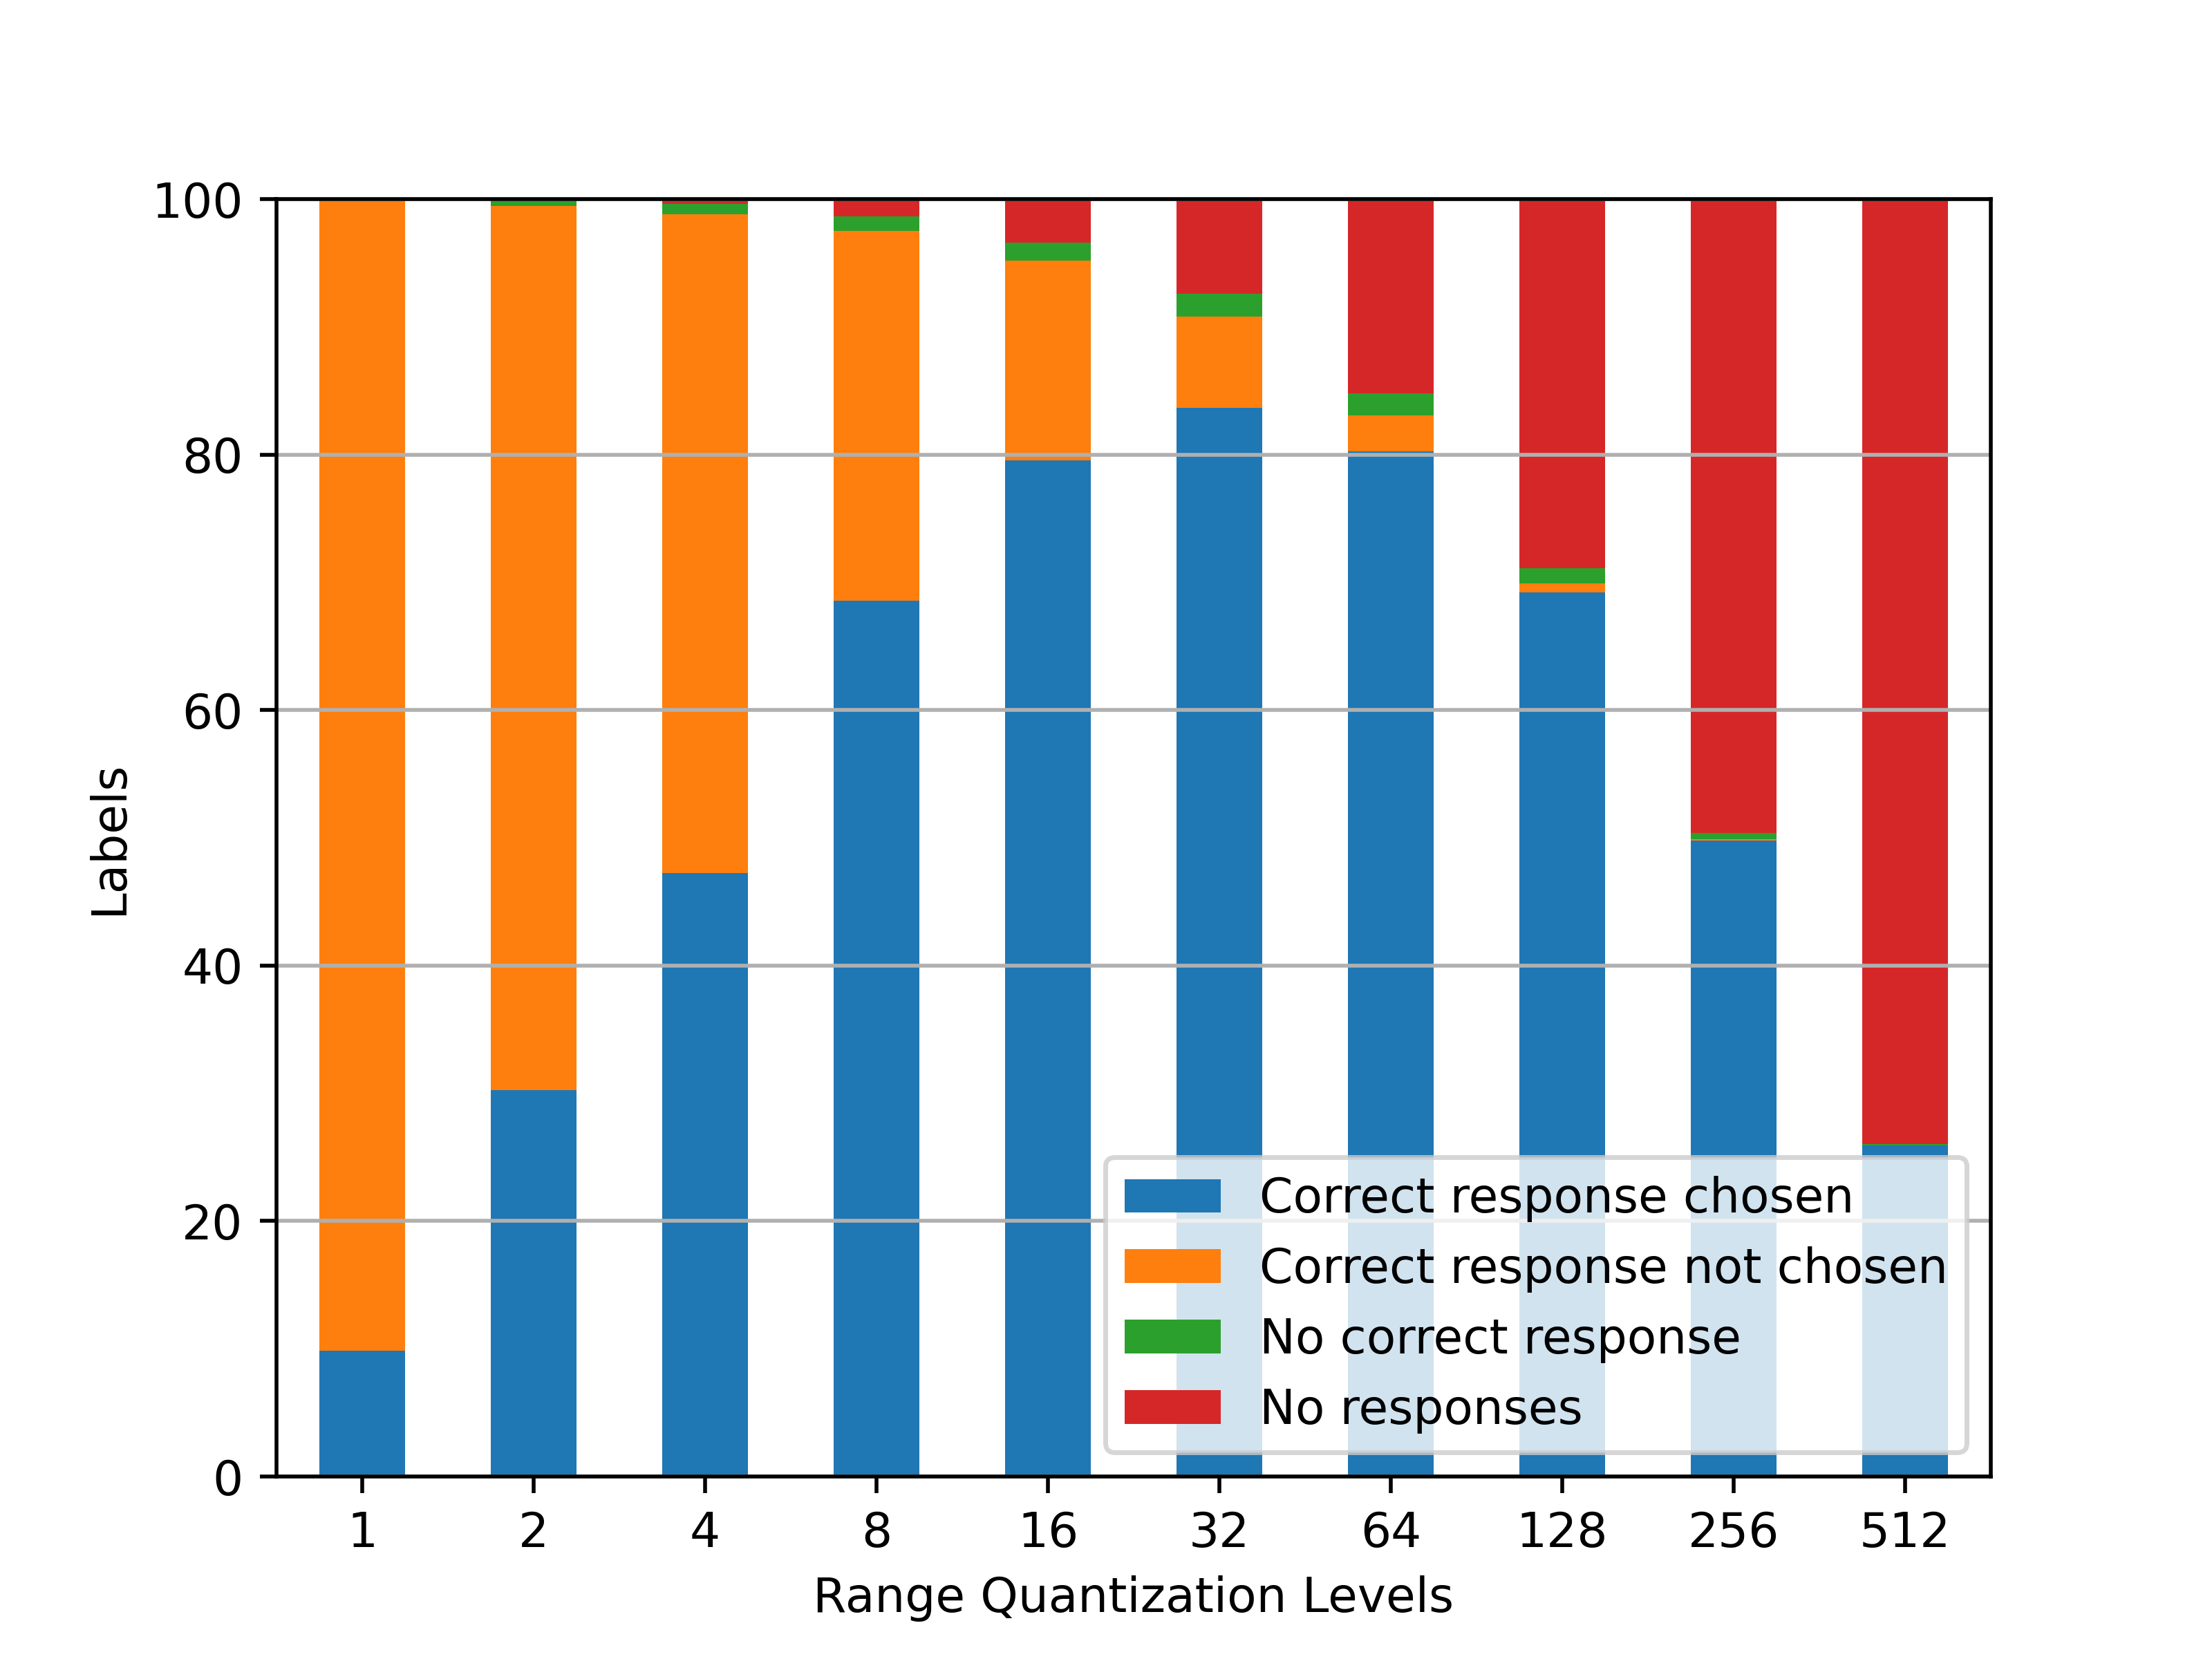 100
80
60
40
20
0
Labels
Correct response chosen
Correct response not chosen
No correct response
No responses
1 2 4 8 16 32 64 128 256 512
Range Quantization Levels